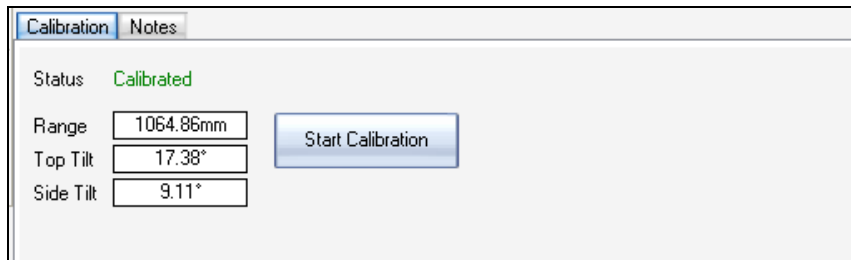 Calibration Notes
Status Calibrated
Range 1064.86mm
Start Calibration
Top Tilt 17.38°
Side Tilt 9.11°